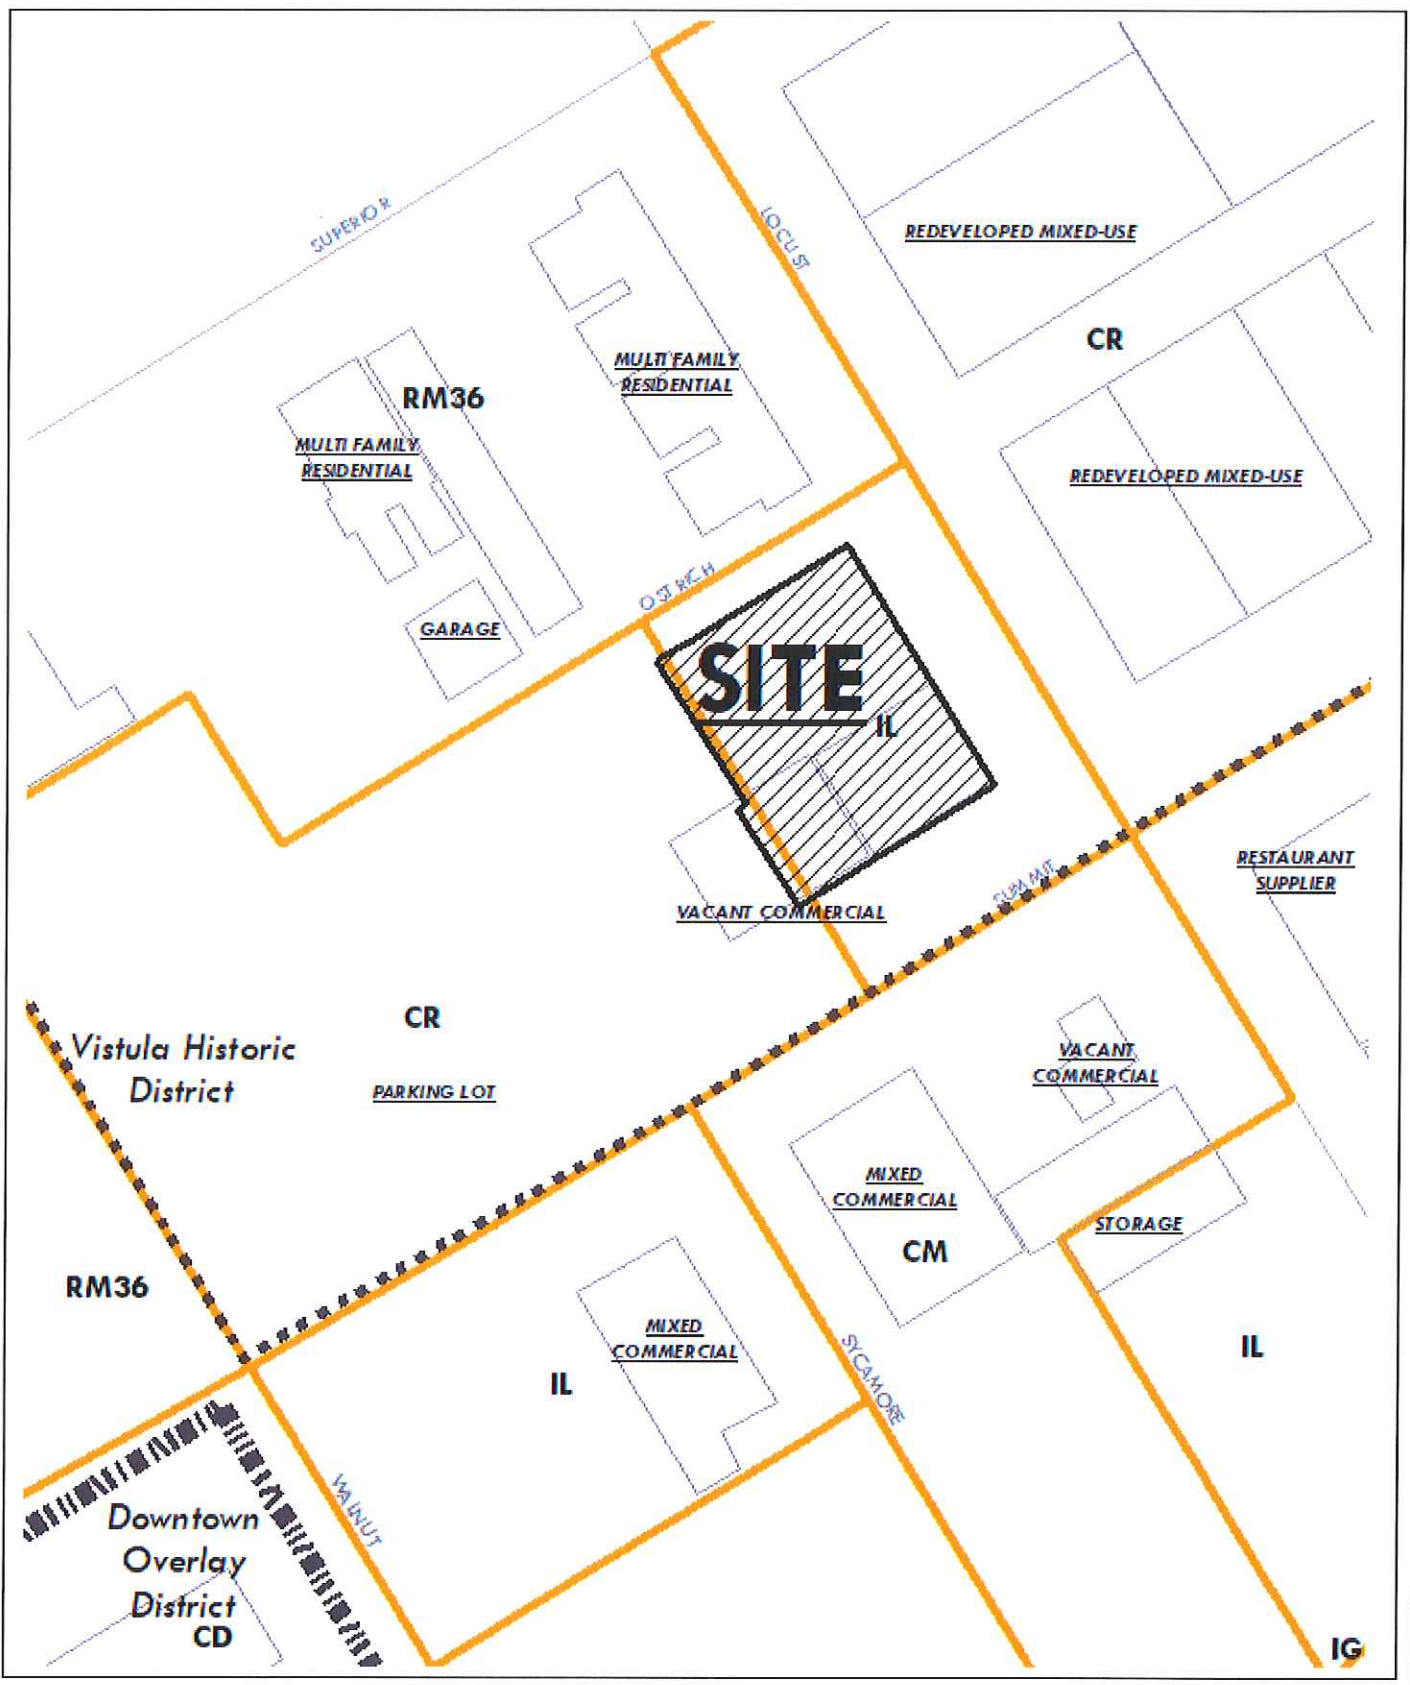 SUPERIOR
LOCUST
REDEVELOPED MIXED-USE
CR
MULTI FAMILY
RESIDENTIAL
RM36
MULTI FAMILY
RESIDENTIAL
REDEVELOPED MIXED-USE
OSTRICH
GARAGE
SITE
IL
RESTAURANT
SUPPLIER
SUMMIT
VACANT COMMERCIAL
CR
Vistula Historic
District
PARKING LOT
VACANT
COMMERCIAL
MIXED
COMMERCIAL
STORAGE
CM
RM36
MIXED
COMMERCIAL
IL
SYCAMORE
IL
WALNUT
Downtown
Overlay
District
CD
IG